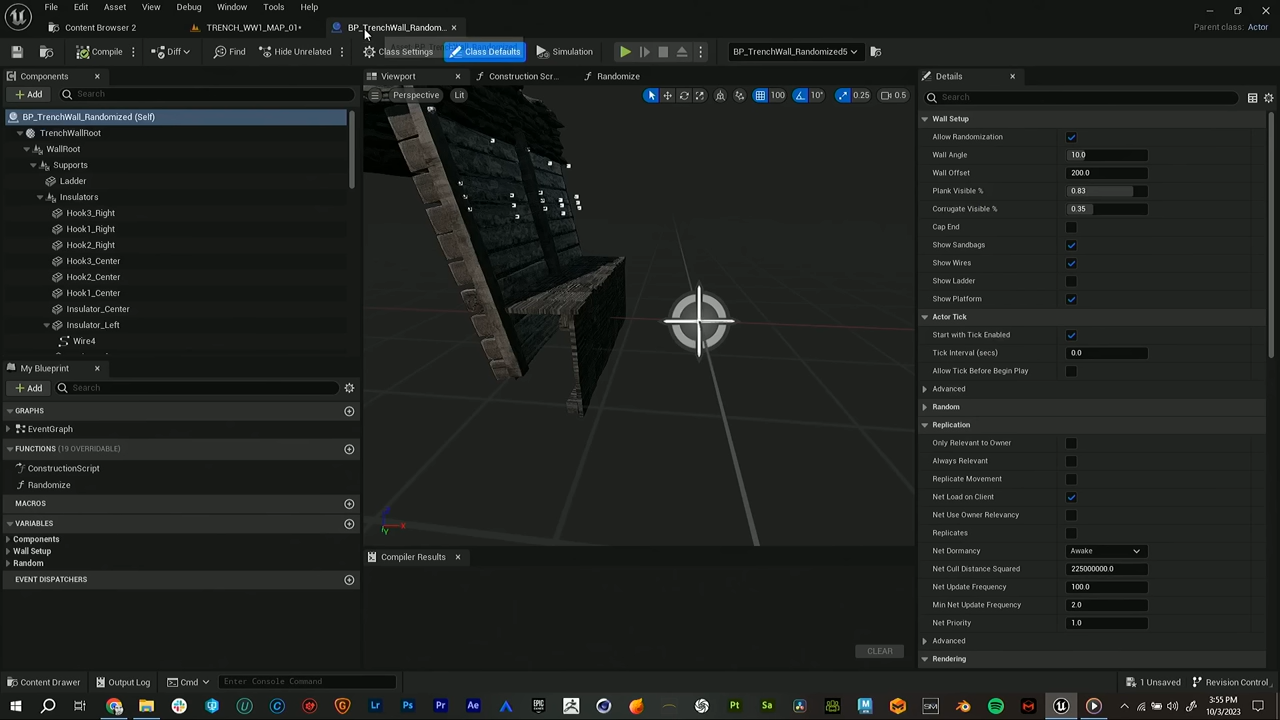 File
Edit
Asset
View
Debug
Window
Tools
Help
Content Browser 2
TRENCH_WW1_MAP_01*
BP_TrenchWall_Random...
Parent class: Actor
Compile
Diff
Find
Hide Unrelated
Class Settings
Class Defaults
Simulation
BP_TrenchWall_Randomized5
Components
Add
Search
BP_TrenchWall_Randomized (Self)
TrenchWallRoot
WallRoot
Supports
Ladder
Insulators
Hook3_Right
Hook1_Right
Hook2_Right
Hook3_Center
Hook2_Center
Hook1_Center
Insulator_Center
Insulator_Left
Wire4
My Blueprint
Add
Search
GRAPHS
EventGraph
FUNCTIONS (19 OVERRIDABLE)
ConstructionScript
Randomize
MACROS
VARIABLES
Components
Wall Setup
Random
EVENT DISPATCHERS
Viewport
Construction Scr...
Randomize
Perspective
Lit
100
10°
0.25
0.5
X
Y
Compiler Results
CLEAR
Details
Search
Wall Setup
Allow Randomization
Wall Angle 10.0
Wall Offset 200.0
Plank Visible % 0.83
Corrugate Visible % 0.35
Cap End
Show Sandbags
Show Wires
Show Ladder
Show Platform
Actor Tick
Start with Tick Enabled
Tick Interval (secs) 0.0
Allow Tick Before Begin Play
Advanced
Random
Replication
Only Relevant to Owner
Always Relevant
Replicate Movement
Net Load on Client
Net Use Owner Relevancy
Replicates
Net Dormancy Awake
Net Cull Distance Squared 225000000.0
Net Update Frequency 100.0
Min Net Update Frequency 2.0
Net Priority 1.0
Advanced
Rendering
Content Drawer
Output Log
Cmd
Enter Console Command
1 Unsaved
Revision Control
3:55 PM
10/3/2023